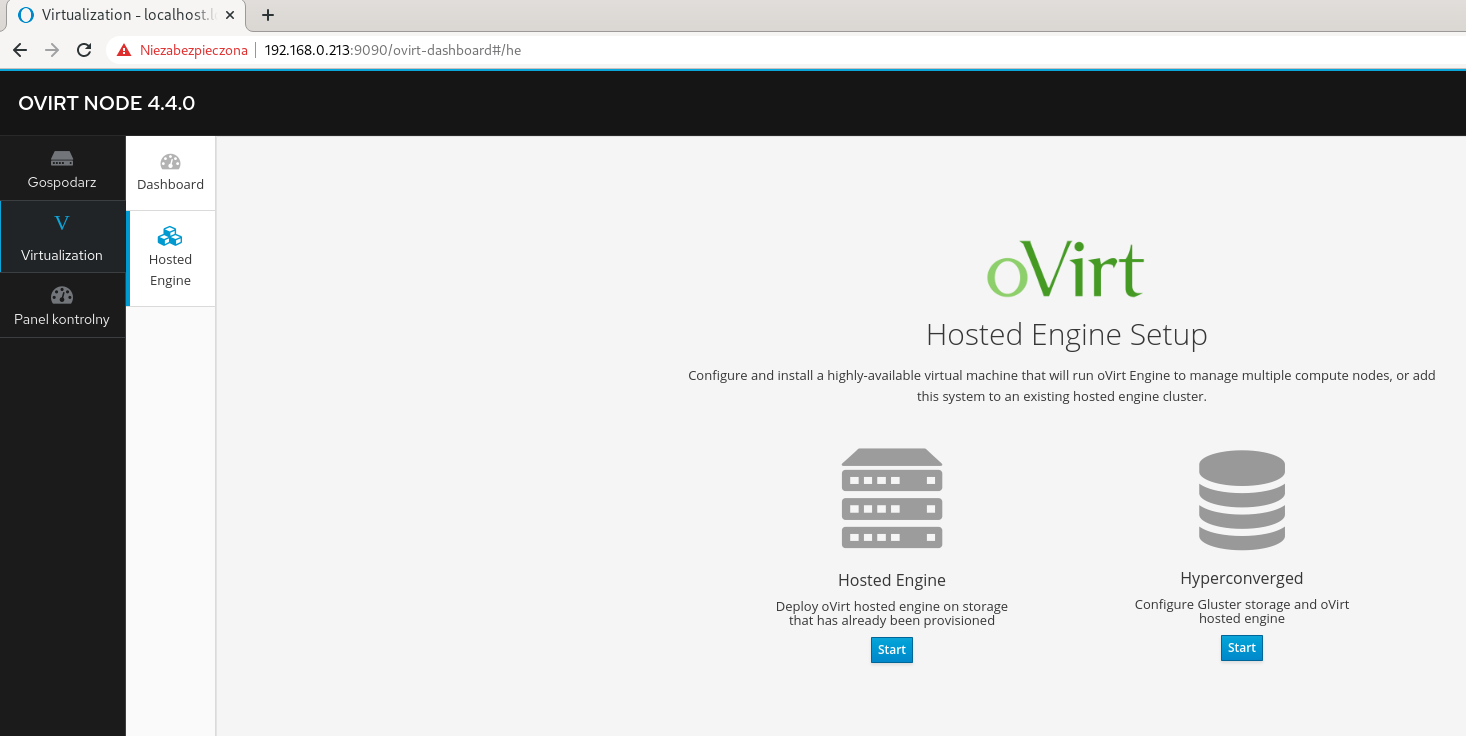 Virtualization - localhost.l
Niezabezpieczona
192.168.0.213:9090/ovirt-dashboard#/he
OVIRT NODE 4.4.0
Gospodarz
V
Virtualization
Panel kontrolny
Dashboard
Hosted
Engine
oVirt
Hosted Engine Setup
Configure and install a highly-available virtual machine that will run oVirt Engine to manage multiple compute nodes, or add
this system to an existing hosted engine cluster.
Hosted Engine
Deploy oVirt hosted engine on storage
that has already been provisioned
Start
Hyperconverged
Configure Gluster storage and oVirt
hosted engine
Start